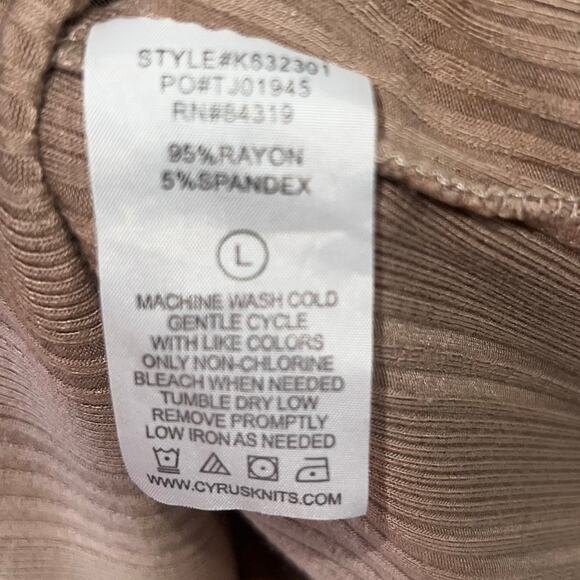 STYLE#K632301
PO#TJ01945
RN#84319
95%RAYON
5%SPANDEX
L
MACHINE WASH COLD
GENTLE CYCLE
WITH LIKE COLORS
ONLY NON-CHLORINE
BLEACH WHEN NEEDED
TUMBLE DRY LOW
REMOVE PROMPTLY
LOW IRON AS NEEDED
WWW.CYRUSKNITS.COM